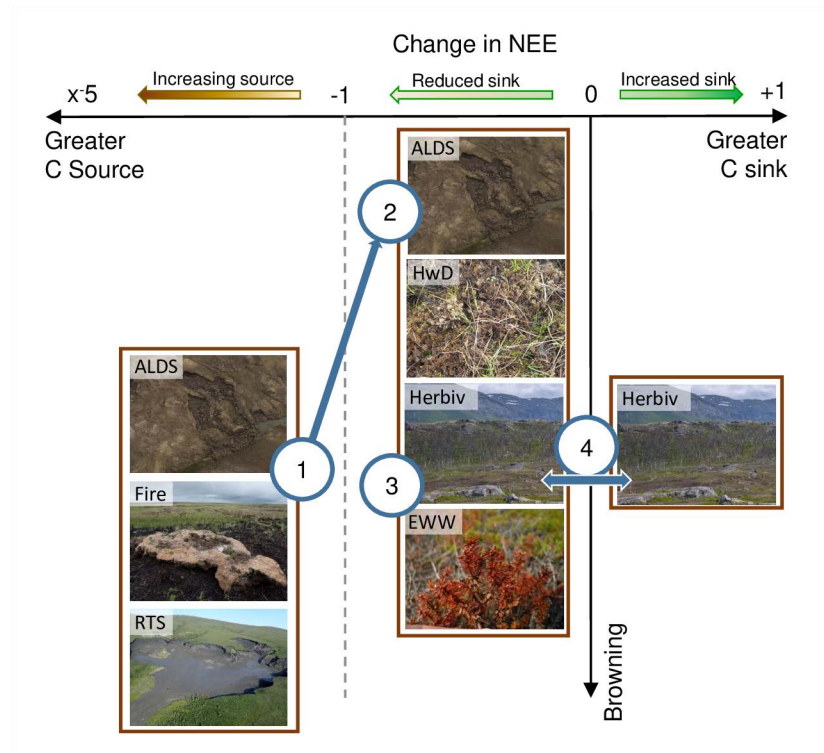 Change in NEE
Increasing source
Reduced sink
Increased sink
x-5
-1
0
+1
Greater
C Source
Greater
C sink
ALDS
2
HwD
ALDS
Herbiv
Herbiv
4
1
3
Fire
EWW
RTS
Browning